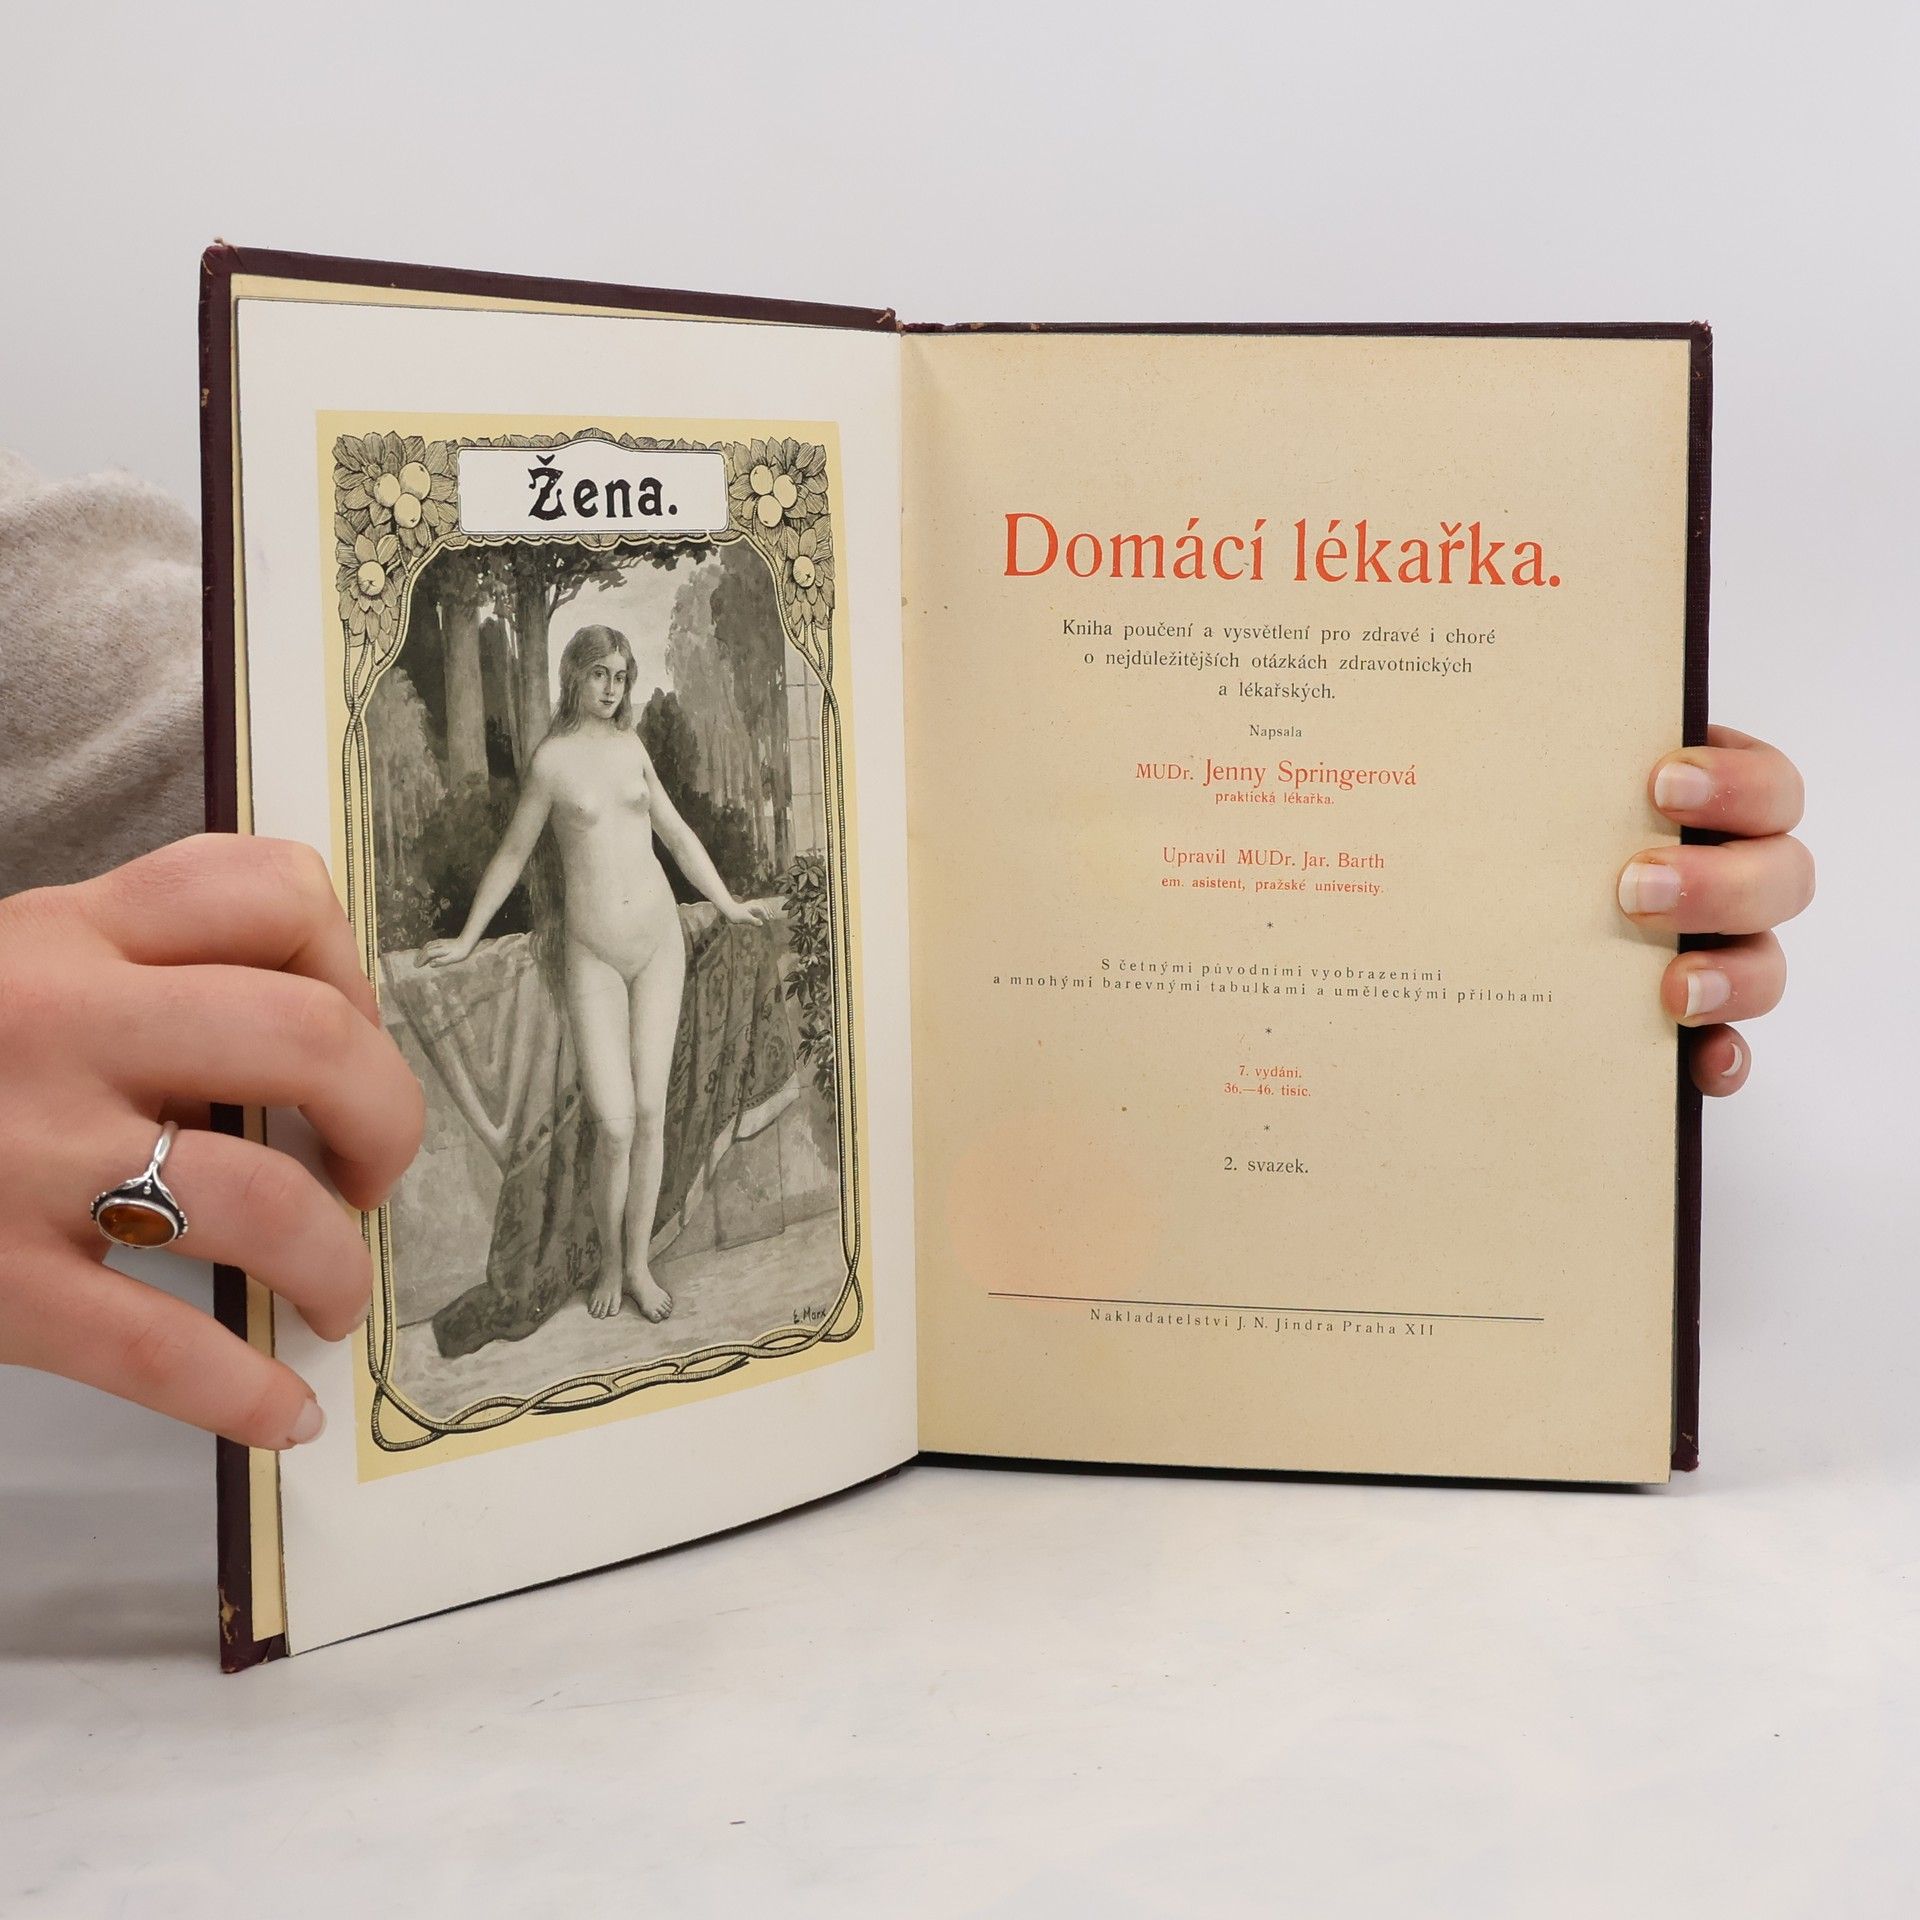 Žena.
E. Marx
Domácí lékařka.
Kniha poučení a vysvětlení pro zdravé i choré
o nejdůležitějších otázkách zdravotnických
a lékařských.
Napsala
MUDr. Jenny Springerová
praktická lékařka.
Upravil MUDr. Jar. Barth
em. asistent, pražské university.
*
S četnými původními vyobrazeními
a mnohými barevnými tabulkami a uměleckými přílohami
*
7. vydání.
36.—46. tisíc.
*
2. svazek.
Nakladatelství J. N. Jindra Praha XII